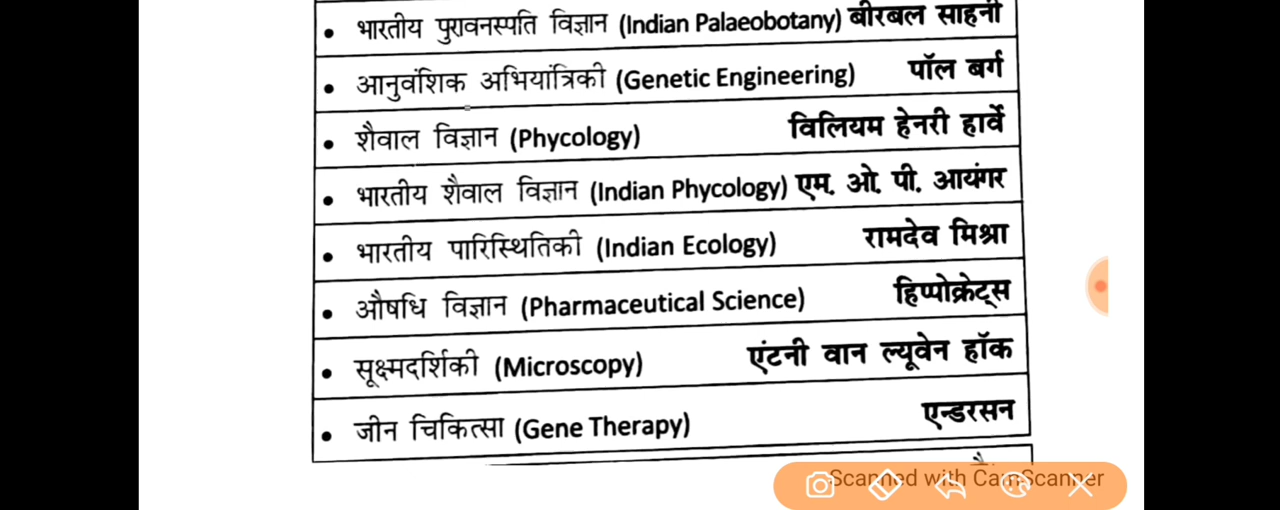 • भारतीय पुरावनस्पति विज्ञान (Indian Palaeobotany) बीरबल साहनी
• आनुवंशिक अभियांत्रिकी (Genetic Engineering) पॉल बर्ग
• शैवाल विज्ञान (Phycology) विलियम हेनरी हार्वे
• भारतीय शैवाल विज्ञान (Indian Phycology) एम. ओ. पी. आयंगर
• भारतीय पारिस्थितिकी (Indian Ecology) रामदेव मिश्रा
• औषधि विज्ञान (Pharmaceutical Science) हिप्पोक्रेट्स
• सूक्ष्मदर्शिकी (Microscopy) एंटनी वान ल्यूवेन हॉक
• जीन चिकित्सा (Gene Therapy) एन्डरसन
Scanned with CamScanner